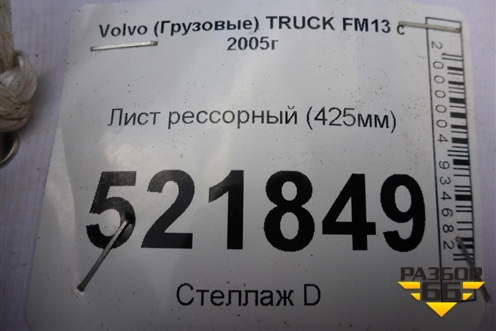 Volvo (Грузовые) TRUCK FM13 с
2005г
Лист рессорный (425мм)
521849
Стеллаж D
2000004934682
РАЗБОР
66